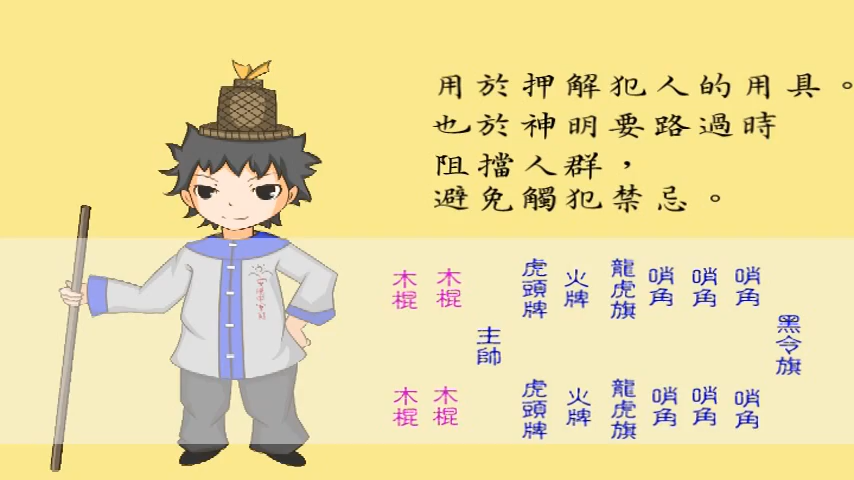 用於押解犯人的用具。
也於神明要路過時
阻擋人群，
避免觸犯禁忌。
木棍 木棍 虎頭牌 火牌 龍虎旗 哨角 哨角 哨角
主帥 黑令旗
木棍 木棍 虎頭牌 火牌 龍虎旗 哨角 哨角 哨角